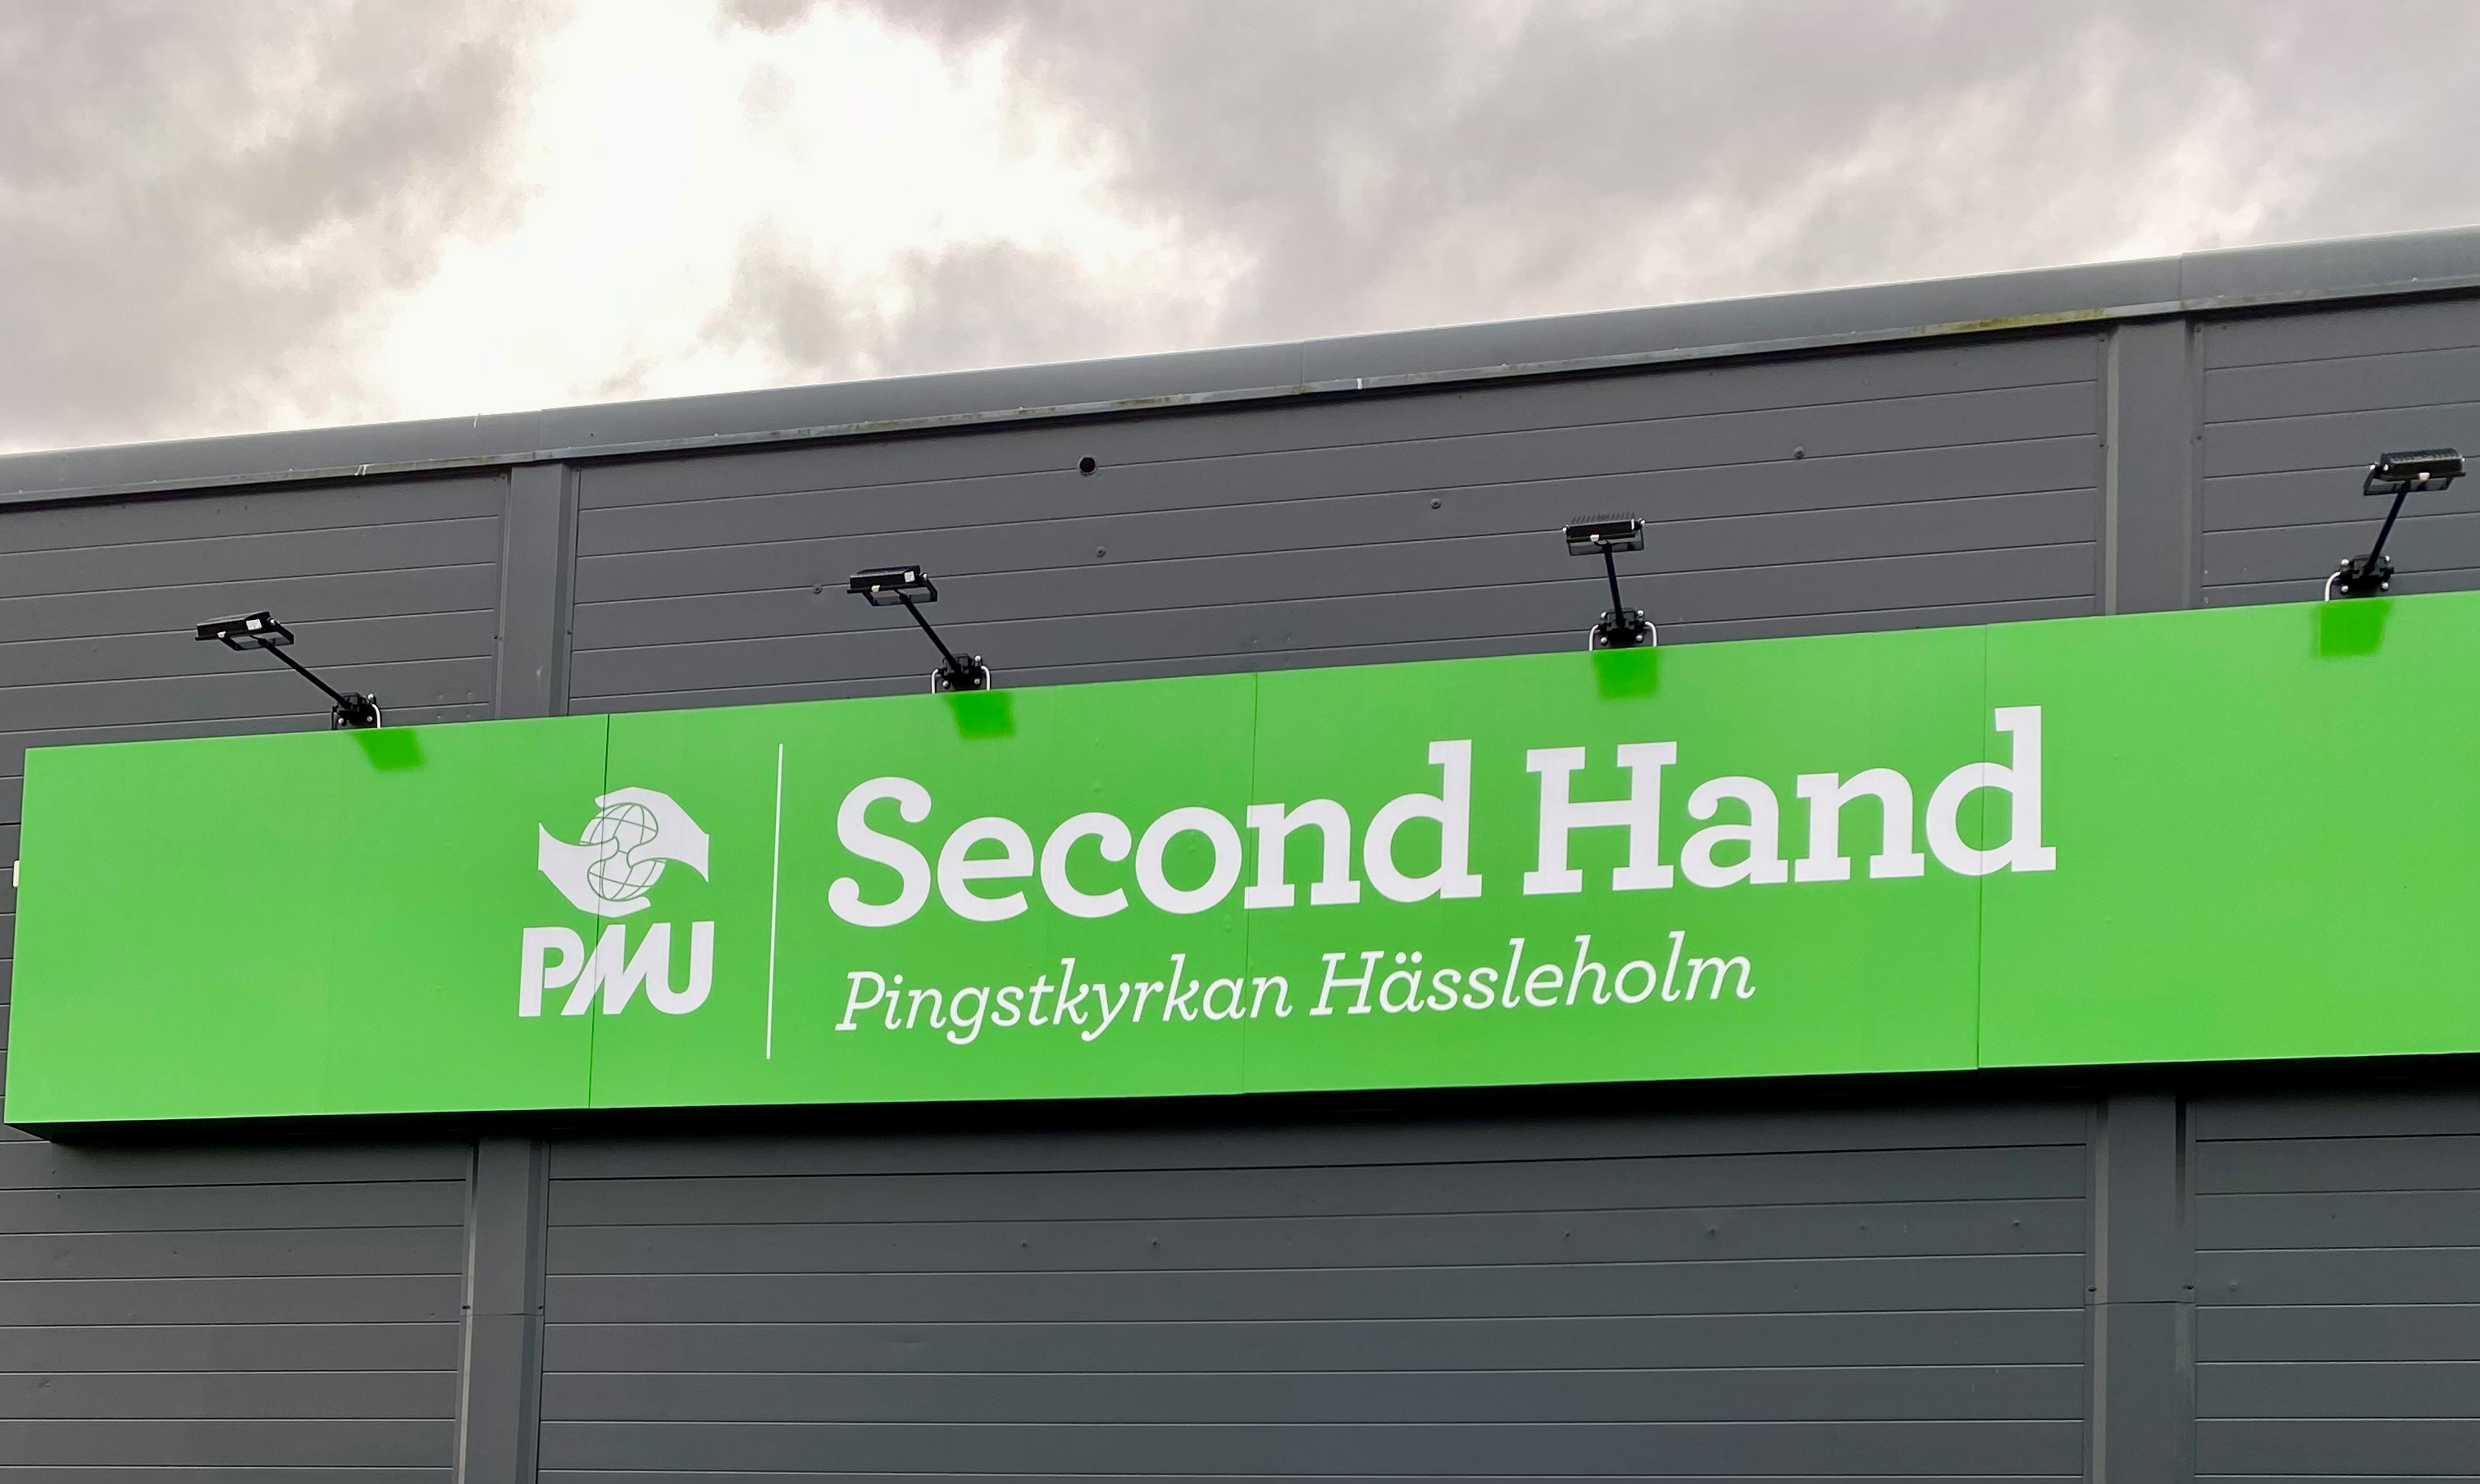 PMU
Second Hand
Pingstkyrkan Hässleholm